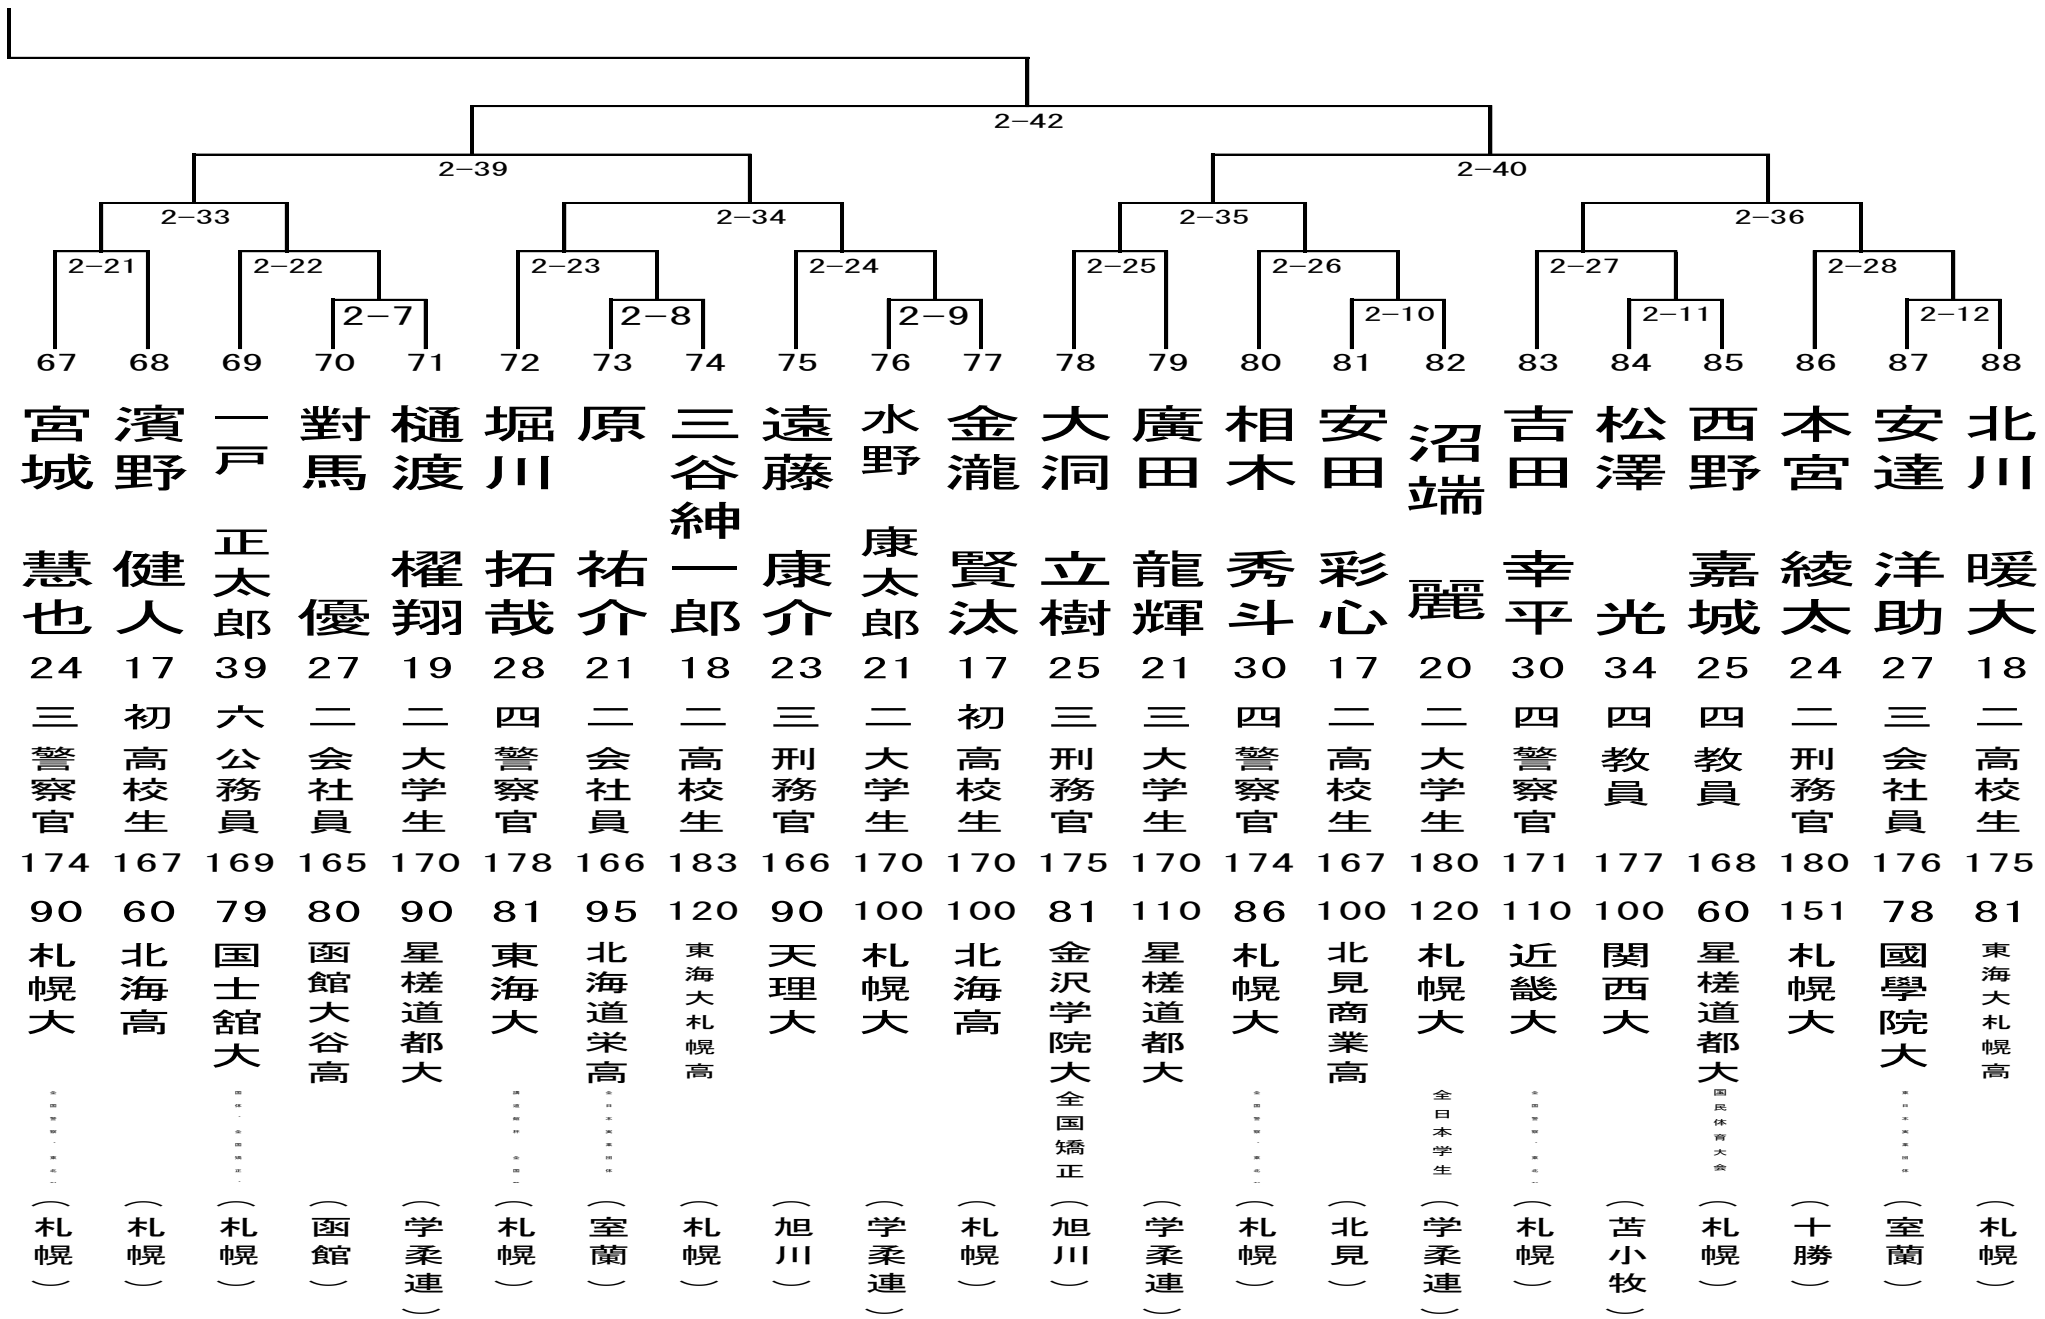 2−42
2−39 2−40
2−33 2−34 2−35 2−36
2−21 2−22 2−23 2−24 2−25 2−26 2−27 2−28
2−7 2−8 2−9 2−10 2−11 2−12
67 宮城 慧也 24 三 警察官 174 90 札幌大 （札幌）
68 濱野 健人 17 初 高校生 167 60 北海高 （札幌）
69 一戸 正太郎 39 六 公務員 169 79 国士舘大 （札幌）
70 對馬 優 27 二 会社員 165 80 函館大谷高 （函館）
71 樋渡 櫂翔 19 二 大学生 170 90 星槎道都大 （学柔連）
72 堀川 拓哉 28 四 警察官 178 81 東海大 （札幌）
73 原 祐介 21 二 会社員 166 95 北海道栄高 全日本実業団体 （室蘭）
74 三谷紳一郎 18 二 高校生 183 120 東海大札幌高 （札幌）
75 遠藤 康介 23 三 刑務官 166 90 天理大 （旭川）
76 水野 康太郎 21 二 大学生 170 100 札幌大 （学柔連）
77 金瀧 賢汰 17 初 高校生 170 100 北海高 （札幌）
78 大洞 立樹 25 三 刑務官 175 81 金沢学院大 全国矯正 （旭川）
79 廣田 龍輝 21 三 大学生 170 110 星槎道都大 （学柔連）
80 相木 秀斗 30 四 警察官 174 86 札幌大 （札幌）
81 安田 彩心 17 二 高校生 167 100 北見商業高 （北見）
82 沼端 麗 20 二 大学生 180 120 札幌大 全日本学生 （学柔連）
83 吉田 幸平 30 四 警察官 171 110 近畿大 （札幌）
84 松澤 光 34 四 教員 177 100 関西大 （苫小牧）
85 西野 嘉城 25 四 教員 168 60 星槎道都大 国民体育大会 （札幌）
86 本宮 綾太 24 二 刑務官 180 151 札幌大 （十勝）
87 安達 洋助 27 三 会社員 176 78 國學院大 東日本実業団体 （室蘭）
88 北川 暖大 18 二 高校生 175 81 東海大札幌高 （札幌）